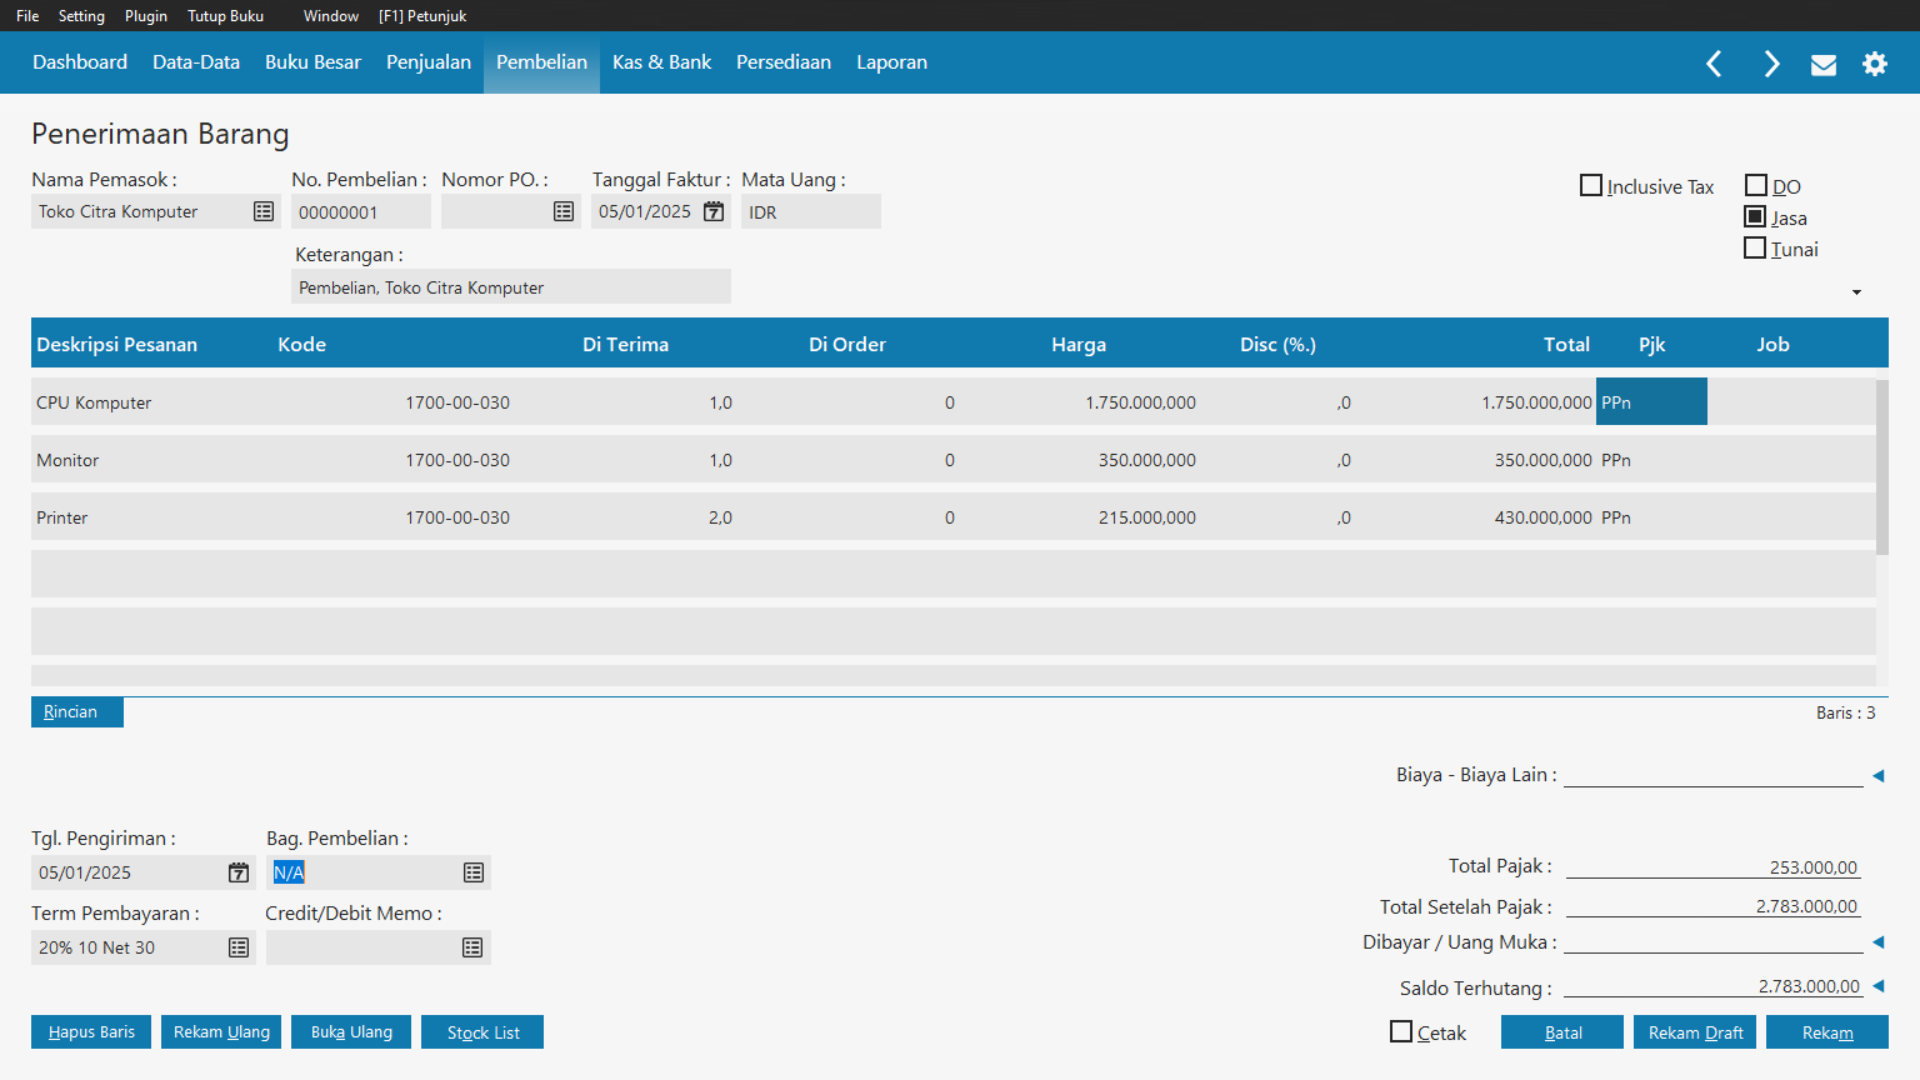 File Setting Plugin Tutup Buku Window [F1] Petunjuk
Dashboard Data-Data Buku Besar Penjualan Pembelian Kas & Bank Persediaan Laporan
Penerimaan Barang
Nama Pemasok : No. Pembelian : Nomor PO. : Tanggal Faktur : Mata Uang :
Toko Citra Komputer 00000001 05/01/2025 7 IDR
Inclusive Tax DO
Jasa
Tunai
Keterangan :
Pembelian, Toko Citra Komputer
Deskripsi Pesanan Kode Di Terima Di Order Harga Disc (%.) Total Pjk Job
CPU Komputer 1700-00-030 1,0 0 1.750.000,000 ,0 1.750.000,000 PPn
Monitor 1700-00-030 1,0 0 350.000,000 ,0 350.000,000 PPn
Printer 1700-00-030 2,0 0 215.000,000 ,0 430.000,000 PPn
Rincian Baris : 3
Biaya - Biaya Lain :
Tgl. Pengiriman : Bag. Pembelian :
05/01/2025 7 N/A
Term Pembayaran : Credit/Debit Memo :
20% 10 Net 30
Total Pajak : 253.000,00
Total Setelah Pajak : 2.783.000,00
Dibayar / Uang Muka :
Saldo Terhutang : 2.783.000,00
Hapus Baris Rekam Ulang Buka Ulang Stock List Cetak Batal Rekam Draft Rekam